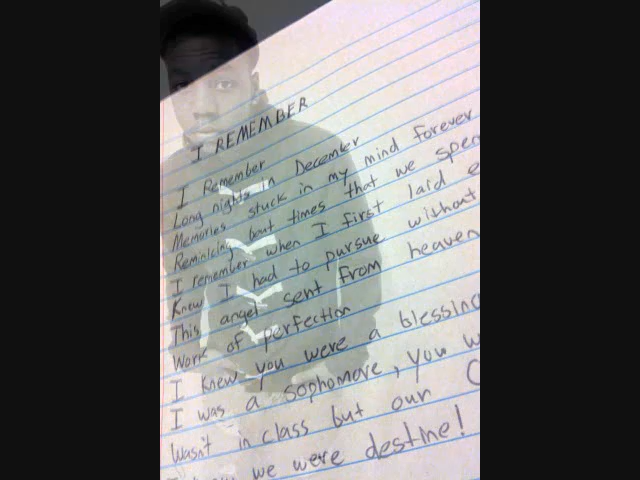 I REMEMBER
I Remember
Long nights in December
Memories stuck in my mind forever
Reminicing bout times that we
I remember when I first laid
Knew I had to pursue without
This angel sent from heaven
Work of perfection
I knew you were a
I was a sophomore, you
Wasn't in class but our
we were destine!